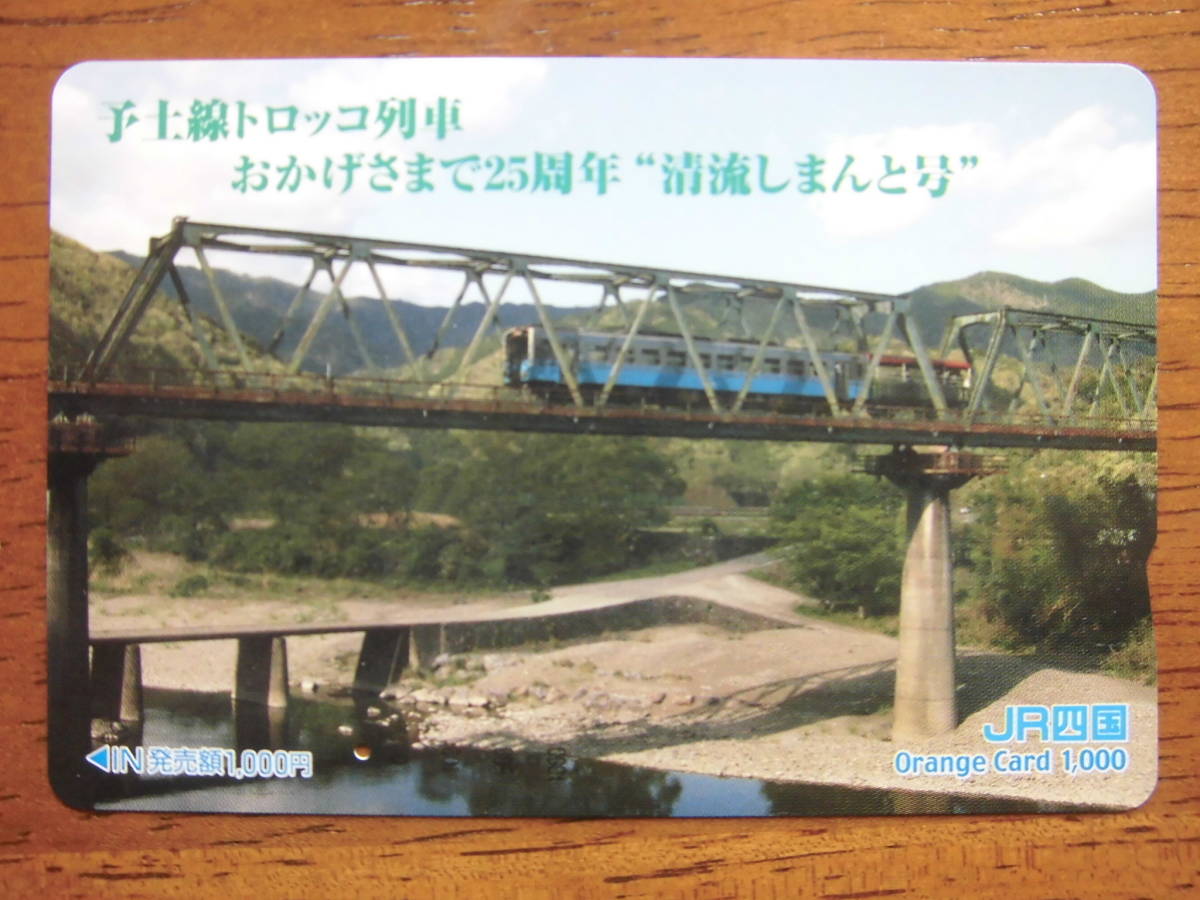 予土線トロッコ列車
おかげさまで25周年“清流しまんと号”
JR四国
◀IN 発売額1,000円
Orange Card 1,000